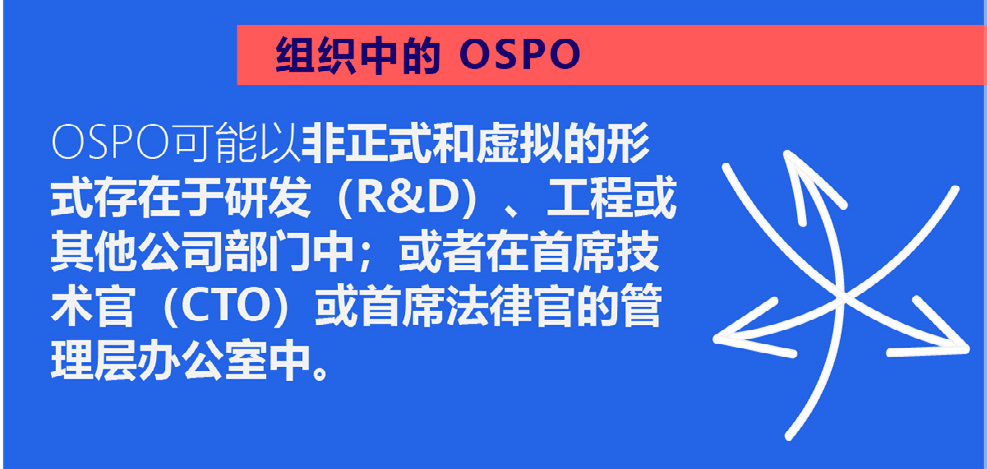 组织中的 OSPO
OSPO可能以非正式和虚拟的形
式存在于研发（R&D）、工程或
其他公司部门中；或者在首席技
术官（CTO）或首席法律官的管
理层办公室中。